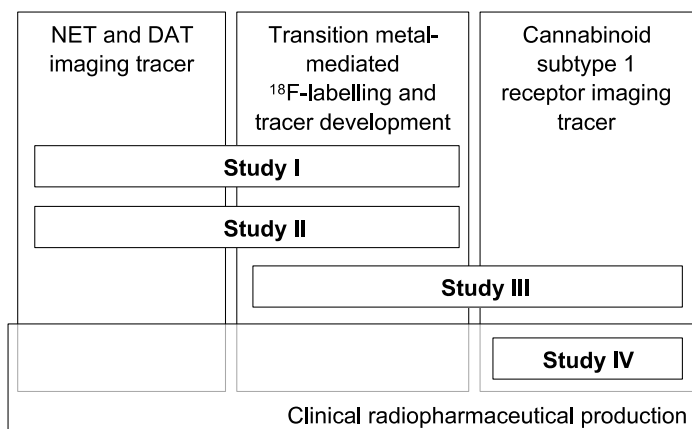 NET and DAT
imaging tracer
Transition metal-
mediated
¹⁸F-labelling and
tracer development
Cannabinoid
subtype 1
receptor imaging
tracer
Study I
Study II
Study III
Study IV
Clinical radiopharmaceutical production